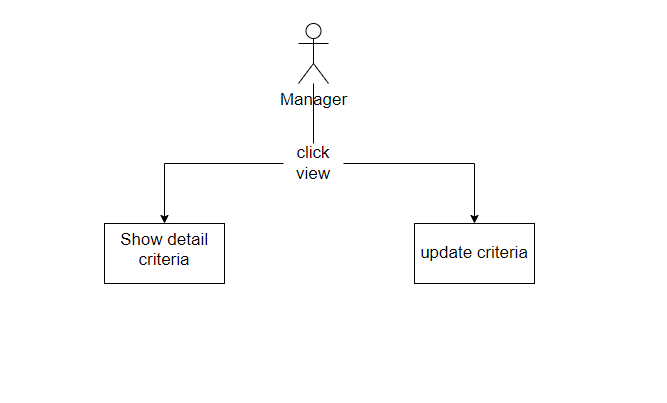 Manager
click
view
Show detail
criteria
update criteria